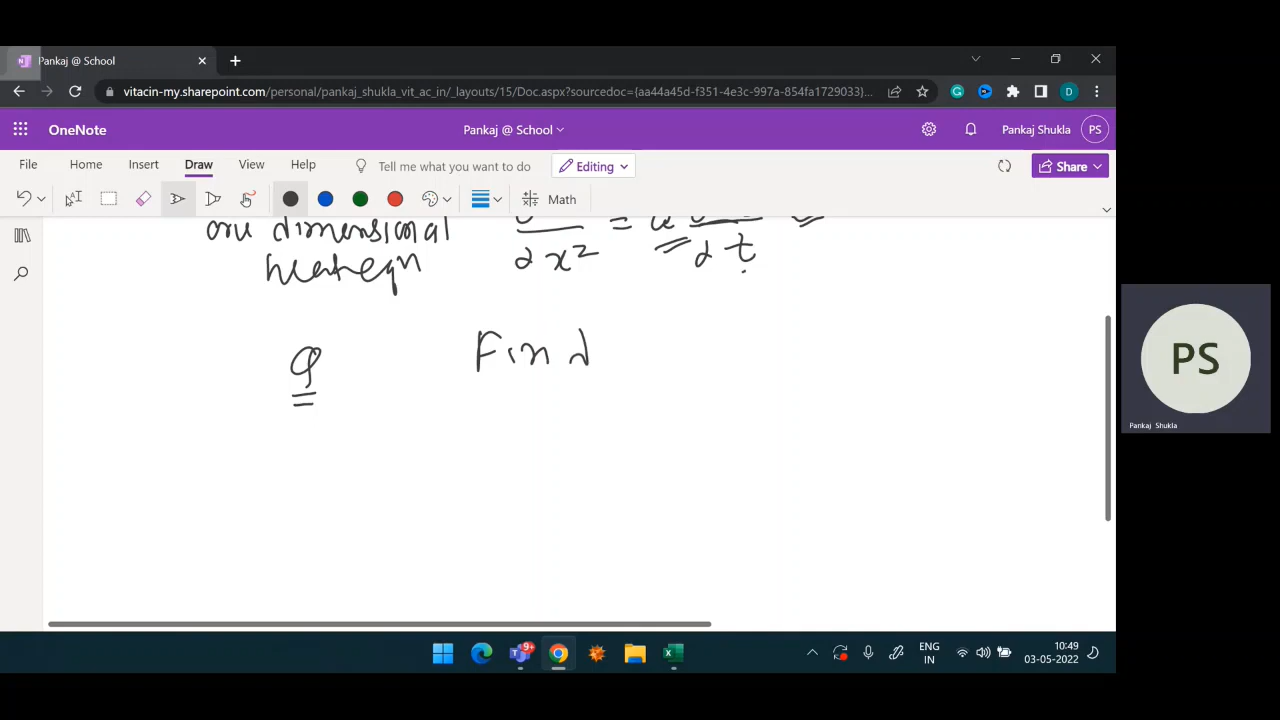 Pankaj @ School
vitacin-my.sharepoint.com/personal/pankaj_shukla_vit_ac_in/_layouts/15/Doc.aspx?sourcedoc={aa44a45d-f351-4e3c-997a-854fa1729033}...
D
OneNote
Pankaj @ School
Pankaj Shukla
PS
File Home Insert Draw View Help
Tell me what you want to do
Editing
Share
Math
one dimensional
heat eqn
∂x² = ∂t
Q
Find
PS
Pankaj Shukla
9+
ENG
IN
10:49
03-05-2022